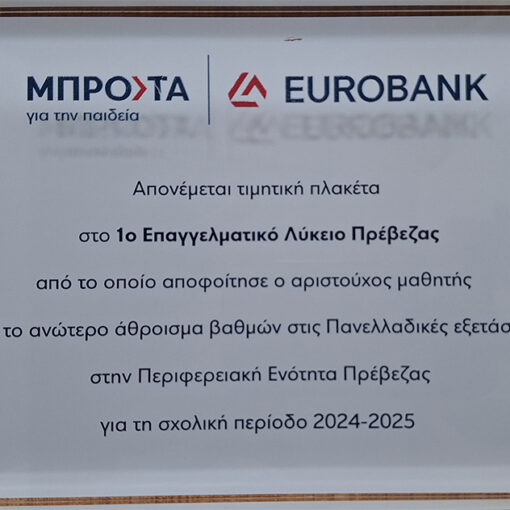 ΜΠΡΟΣΤΑ
για την παιδεία
EUROBANK
Απονέμεται τιμητική πλακέτα
στο 1ο Επαγγελματικό Λύκειο Πρέβεζας
από το οποίο αποφοίτησε ο αριστούχος μαθητής
το ανώτερο άθροισμα βαθμών στις Πανελλαδικές
στην Περιφερειακή Ενότητα Πρέβεζας
για τη σχολική περίοδο 2024-2025